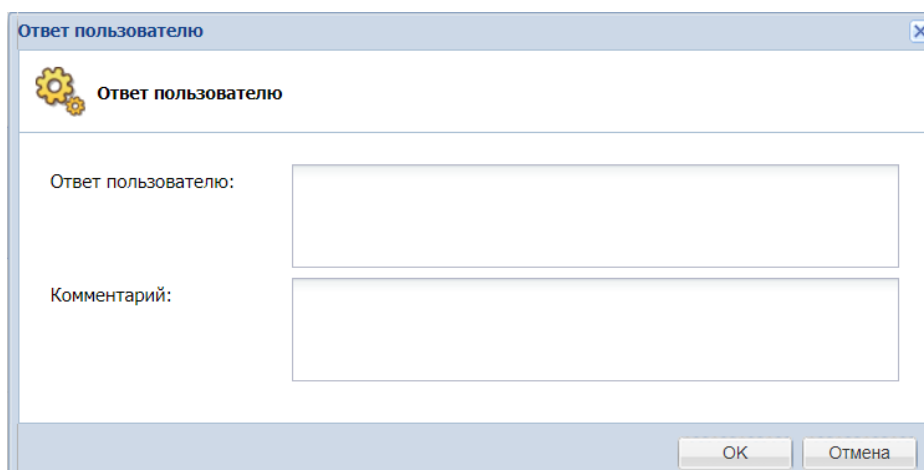 Ответ пользователю
Ответ пользователю
Ответ пользователю:
Комментарий:
OK
Отмена